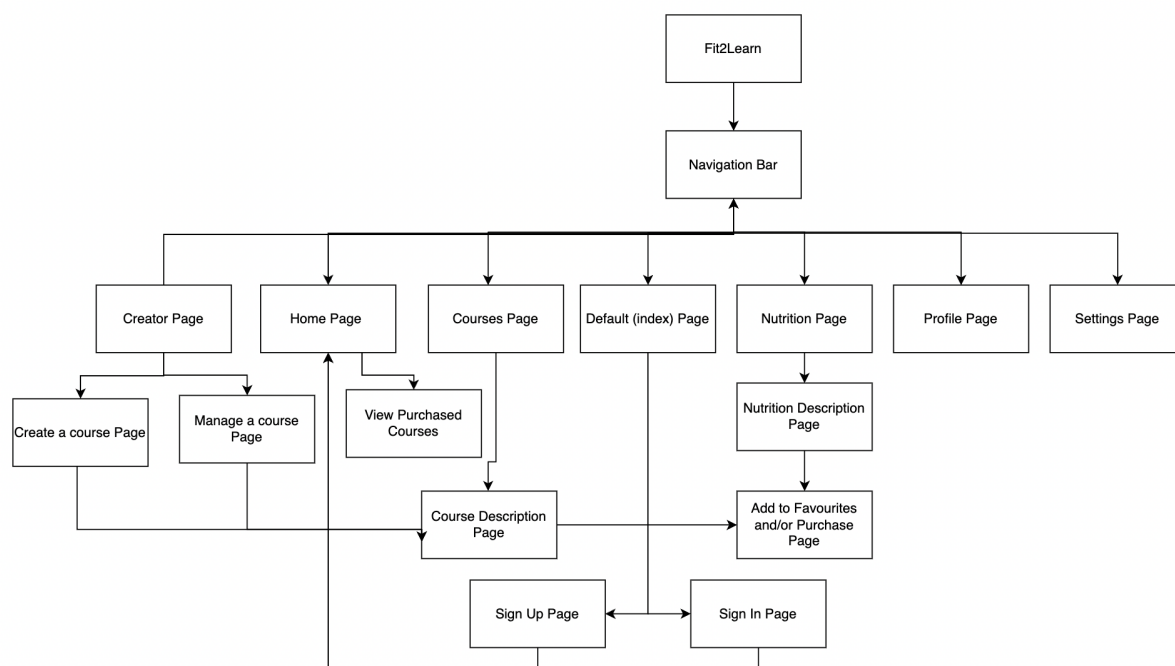 Fit2Learn
Navigation Bar
Creator Page
Home Page
Courses Page
Default (index) Page
Nutrition Page
Profile Page
Settings Page
Create a course Page
Manage a course
Page
View Purchased
Courses
Nutrition Description
Page
Course Description
Page
Add to Favourites
and/or Purchase
Page
Sign Up Page
Sign In Page